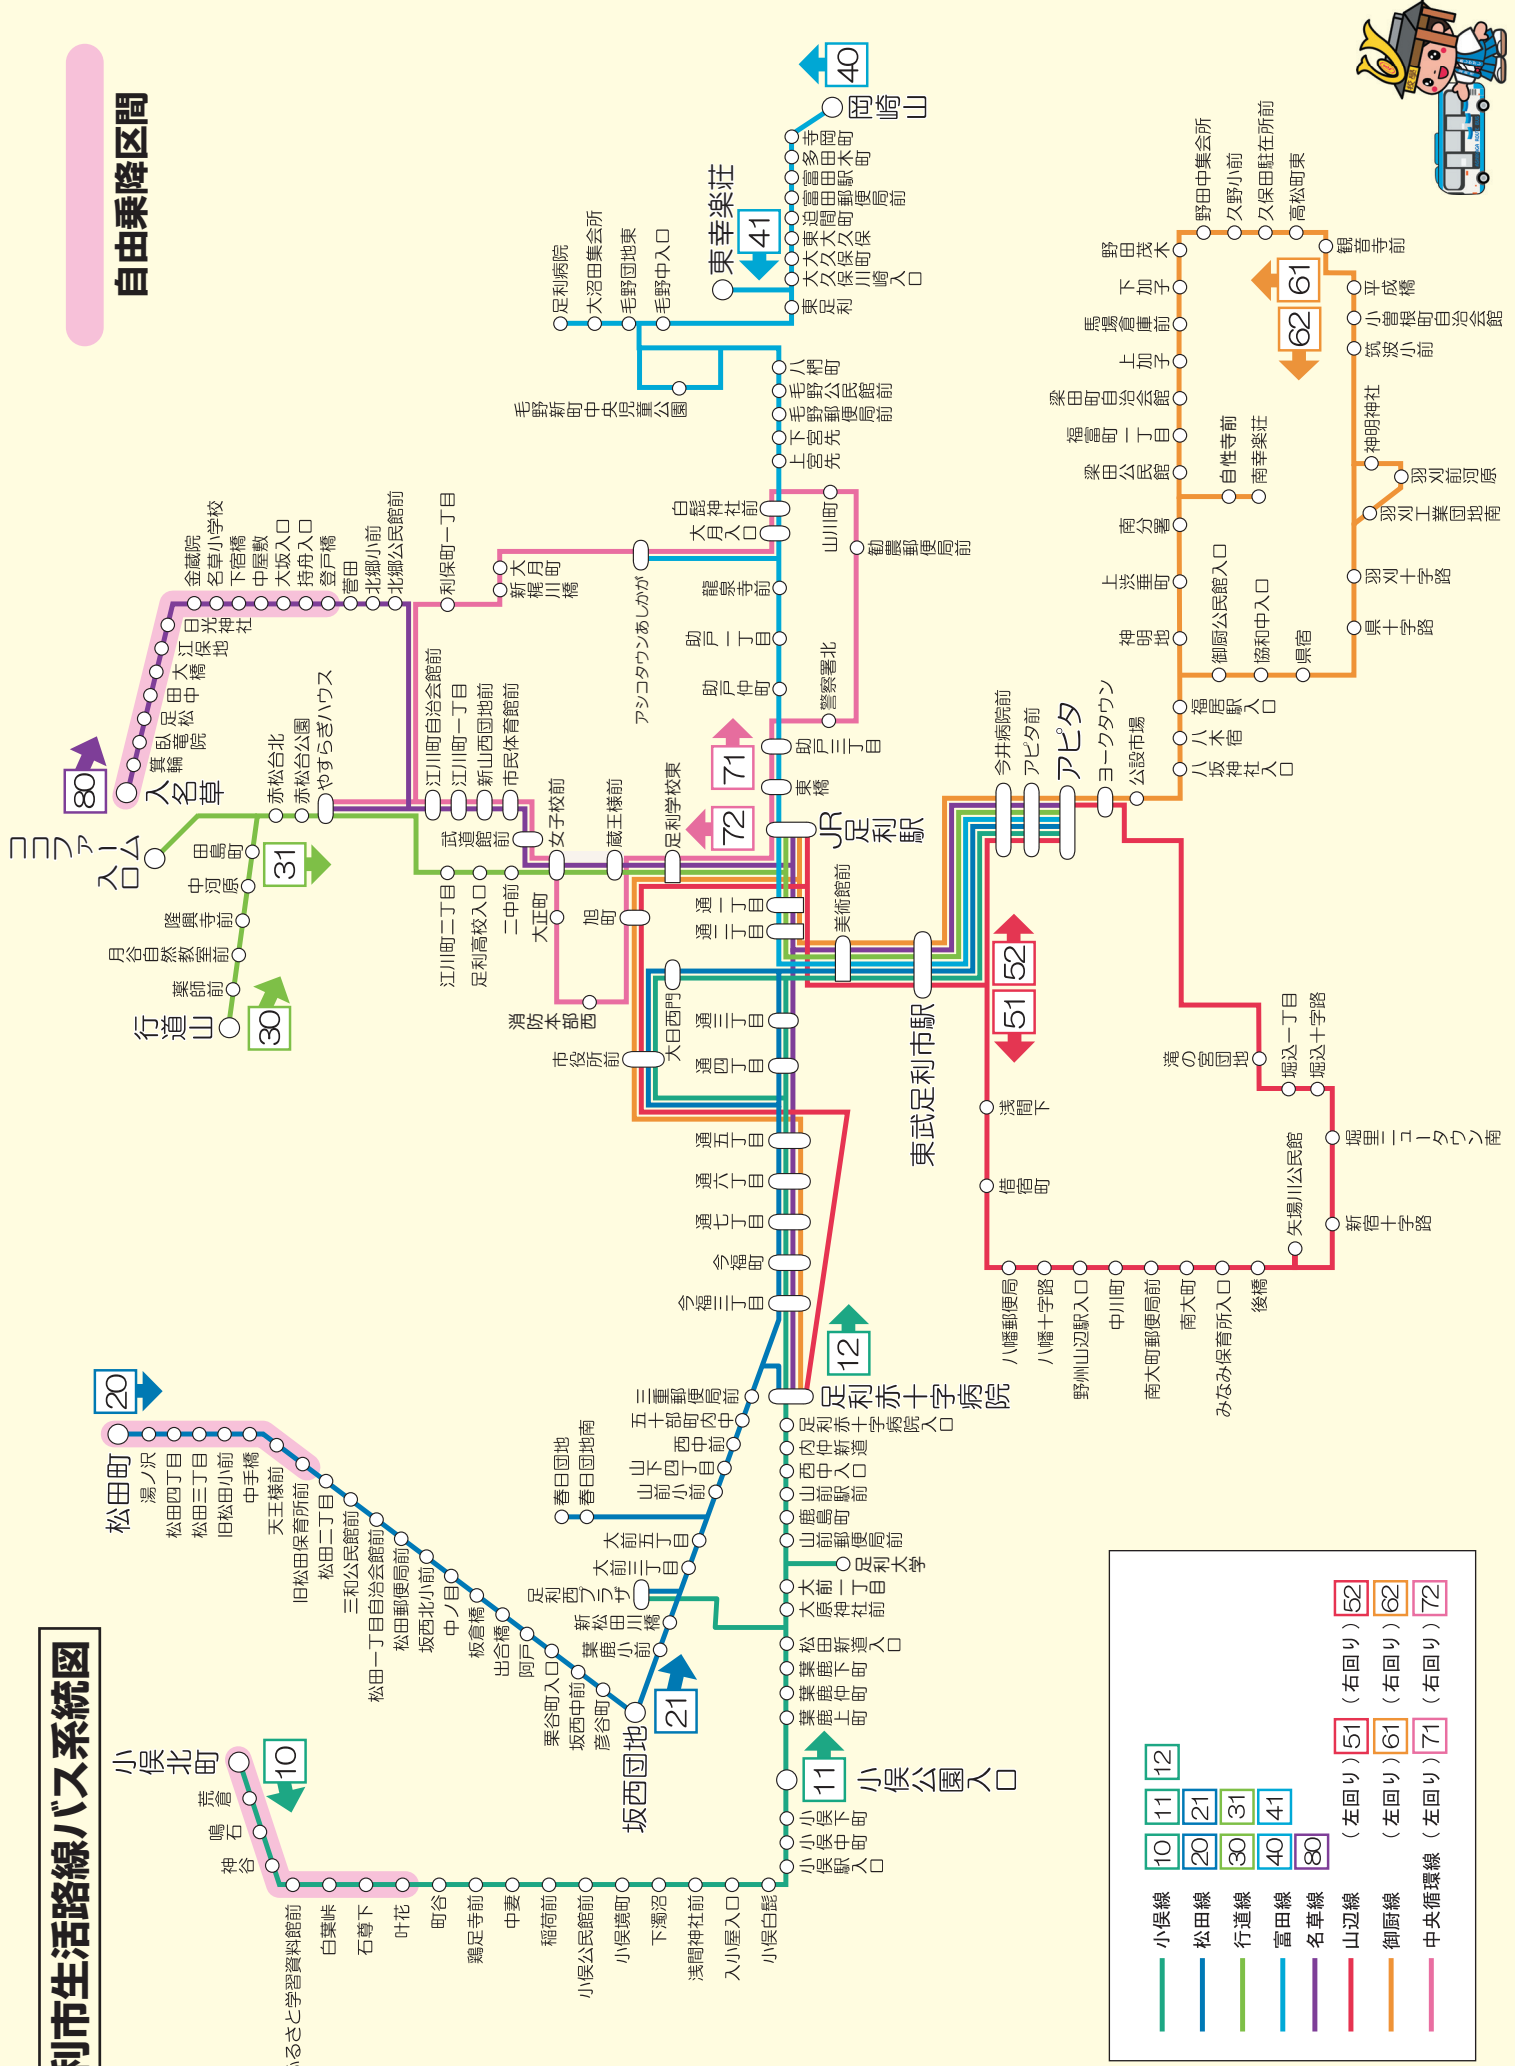 利市生活路線バス系統図
自由乗降区間
小俣北町
荒倉
鳴石
神谷
ふるさと学習資料館前
白葉峠
石尊下
叶花
町谷
鶏足寺前
中妻
稲荷前
小俣公民館前
小俣境町
下濁沼
浅間神社前
入小屋入口
小俣白髭
小俣駅入口
小俣中町
小俣下町
小俣公園入口
葉鹿上町
葉鹿仲町
葉鹿下町
松田新道入口
大原神社前
大前一丁目
足利大学
山前郵便局前
鹿島町
山前駅前
西中入口
内仲新道
足利赤十字病院入口
足利赤十字病院
10
11
12
20
21
松田町
湯ノ沢
松田四丁目
松田三丁目
旧松田小前
中手橋
天王様前
旧松田保育所前
松田二丁目
三和公民館前
松田一丁目自治会館前
松田郵便局前
坂西北小前
中ノ目
板倉橋
出合橋
阿戸
栗谷町入口
坂西中前
彦谷町
坂西団地
葉鹿小前
新松田川橋
足利西プラザ
大前三丁目
大前五丁目
春日団地
春日団地南
山前小前
山下四丁目
西中前
五十部町内中
三重郵便局前
今福三丁目
今福町
通七丁目
通六丁目
通五丁目
通四丁目
通三丁目
通二丁目
通一丁目
市役所前
大日西門
消防本部西
旭町
大正町
美術館前
東武足利市駅
JR足利駅
足利学校東
蔵王様前
女子校前
武道館前
二中前
足利高校入口
江川町二丁目
市民体育館前
新山西団地前
江川町一丁目
江川町自治会館前
やすらぎハウス
赤松台公園
赤松台北
ココファーム入口
田島町
中河原
隆興寺前
月谷自然教室前
薬師前
行道山
30
31
80
入名草
箕輪
臥竜院
足松
田中
大橋
江保地
日光神社
金蔵院
名草小学校
下宿橋
中屋敷
大坂入口
持舟入口
登戸橋
菅田
北郷小前
北郷公民館前
利保町一丁目
大月町
新梶川橋
アシコタウンあしかが
大月入口
白髭神社前
山川町
勧農郵便局前
警察署北
助戸三丁目
東橋
71
72
助戸仲町
助戸一丁目
龍泉寺前
上宮先
下宮先
毛野郵便局前
毛野公民館前
八椚町
毛野新町中央児童公園
足利病院
大沼田集会所
毛野団地東
毛野中入口
東足利
東幸楽荘
41
大久保川崎入口
大久保町
東大久保
迫間町
富田郵便局前
富田駅
多田木町
寺岡町
岡崎山
40
今井病院前
アピタ前
アピタ
ヨークタウン
公設市場
八坂神社入口
八木宿
福居駅入口
神明地
上渋垂町
南分署
梁田公民館
福富町一丁目
梁田町自治会館
上加子
馬場倉庫前
下加子
野田茂木
野田中集会所
久野小前
久保田駐在所前
高松町東
観音寺前
平成橋
小曽根町自治会館
筑波小前
神明神社
羽刈前河原
羽刈工業団地南
羽刈十字路
県十字路
県宿
協和中入口
御厨公民館入口
自性寺前
南幸楽荘
61
62
51
52
浅間下
借宿町
八幡郵便局
八幡十字路
野州山辺駅入口
中川町
南大町郵便局前
南大町
みなみ保育所入口
後橋
矢場川公民館
新宿十字路
堀里ニュータウン南
堀込十字路
堀込一丁目
滝の宮団地
小俣線 10 11 12
松田線 20 21
行道線 30 31
富田線 40 41
名草線 80
山辺線 (左回り) 51 (右回り) 52
御厨線 (左回り) 61 (右回り) 62
中央循環線 (左回り) 71 (右回り) 72